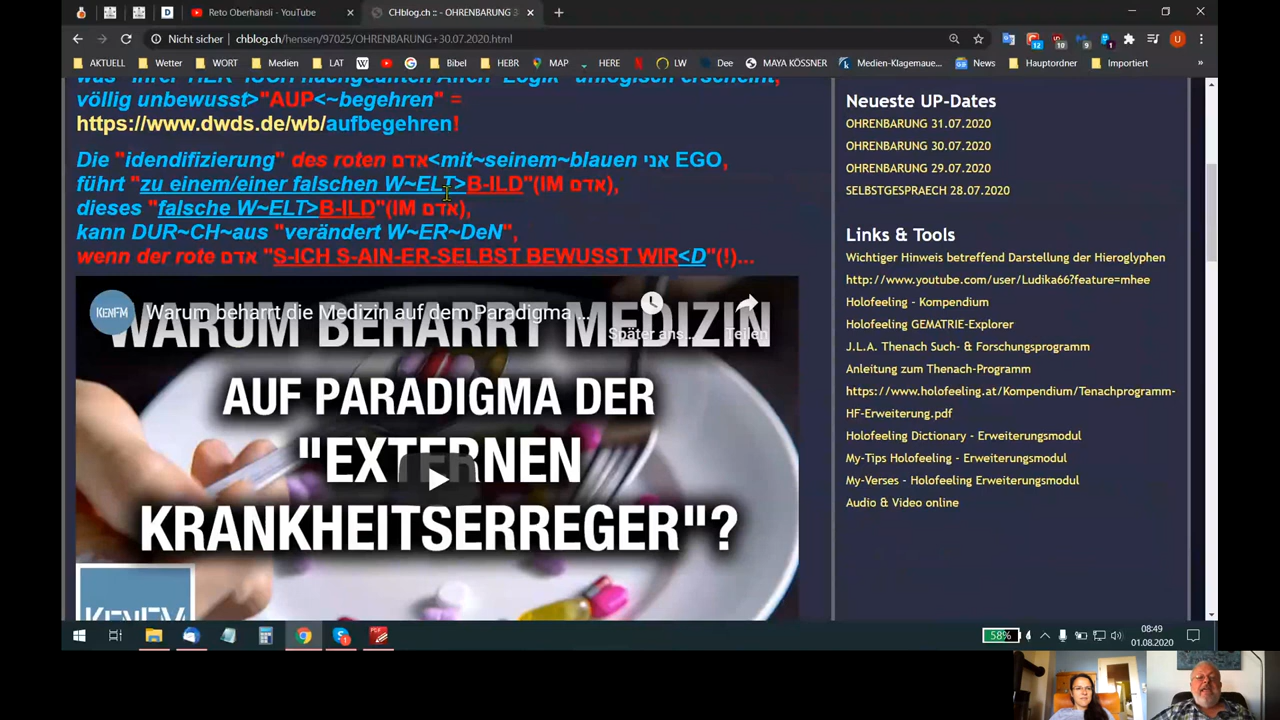 Reto Oberhänsli - YouTube
CHblog.ch :: - OHRENBARUNG 3
Nicht sicher | chblog.ch/hensen/97025/OHRENBARUNG+30.07.2020.html
AKTUELL Wetter WORT Medien LAT Bibel HEBR MAP HERE LW Dee MAYA KÖSSNER Medien-Klagemaue... News Hauptordner Importiert
völlig unbewusst>"AUP<~begehren" =
https://www.dwds.de/wb/aufbegehren!
Die "idendifizierung" des roten אדם<mit~seinem~blauen אני EGO,
führt "zu einem/einer falschen W~ELT>B-ILD"(IM אדם),
dieses "falsche W~ELT>B-ILD"(IM אדם),
kann DUR~CH~aus "verändert W~ER~DeN",
wenn der rote אדם "S-ICH S-AIN-ER-SELBST BEWUSST WIR<D"(!)...
KENFM
Warum beharrt die Medizin auf dem Paradigma ...
Später ans...
Teilen
WARUM BEHARRT MEDIZIN
AUF PARADIGMA DER
"EXTERNEN
KRANKHEITSERREGER"?
KENFM
Neueste UP-Dates
OHRENBARUNG 31.07.2020
OHRENBARUNG 30.07.2020
OHRENBARUNG 29.07.2020
SELBSTGESPRAECH 28.07.2020
Links & Tools
Wichtiger Hinweis betreffend Darstellung der Hieroglyphen
http://www.youtube.com/user/Ludika66?feature=mhee
Holofeeling - Kompendium
Holofeeling GEMATRIE-Explorer
J.L.A. Thenach Such- & Forschungsprogramm
Anleitung zum Thenach-Programm
https://www.holofeeling.at/Kompendium/Tenachprogramm-
HF-Erweiterung.pdf
Holofeeling Dictionary - Erweiterungsmodul
My-Tips Holofeeling - Erweiterungmodul
My-Verses - Holofeeling Erweiterungsmodul
Audio & Video online
58%
08:49
01.08.2020